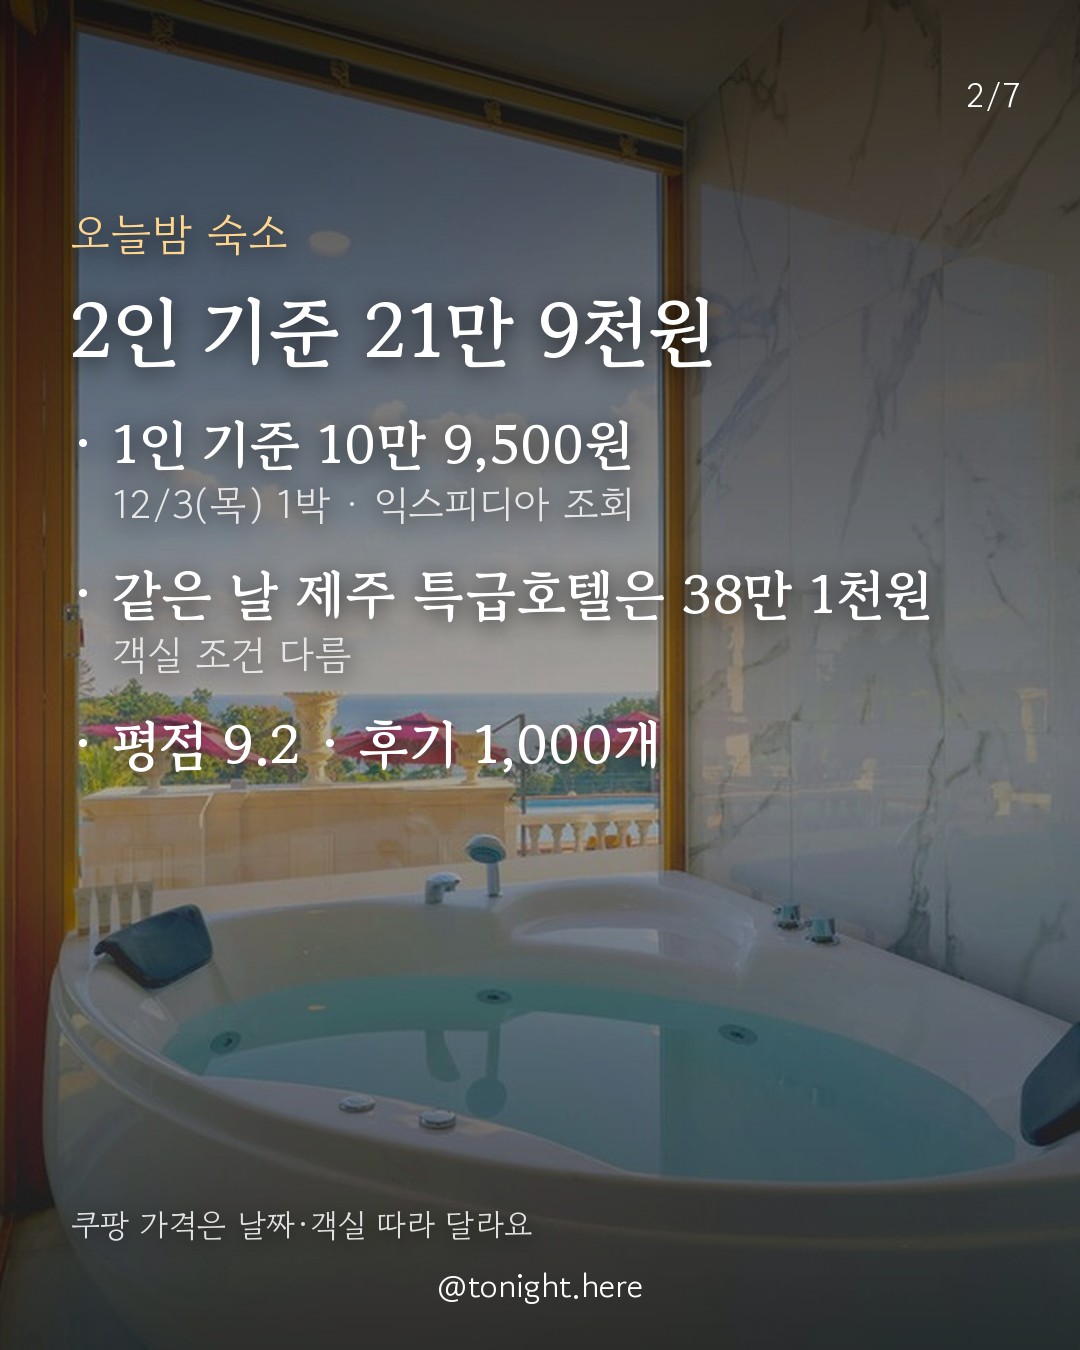 2/7
오늘밤 숙소
2인 기준 21만 9천원
· 1인 기준 10만 9,500원
12/3(목) 1박 · 익스피디아 조회
· 같은 날 제주 특급호텔은 38만 1천원
객실 조건 다름
· 평점 9.2 · 후기 1,000개
쿠팡 가격은 날짜·객실 따라 달라요
@tonight.here